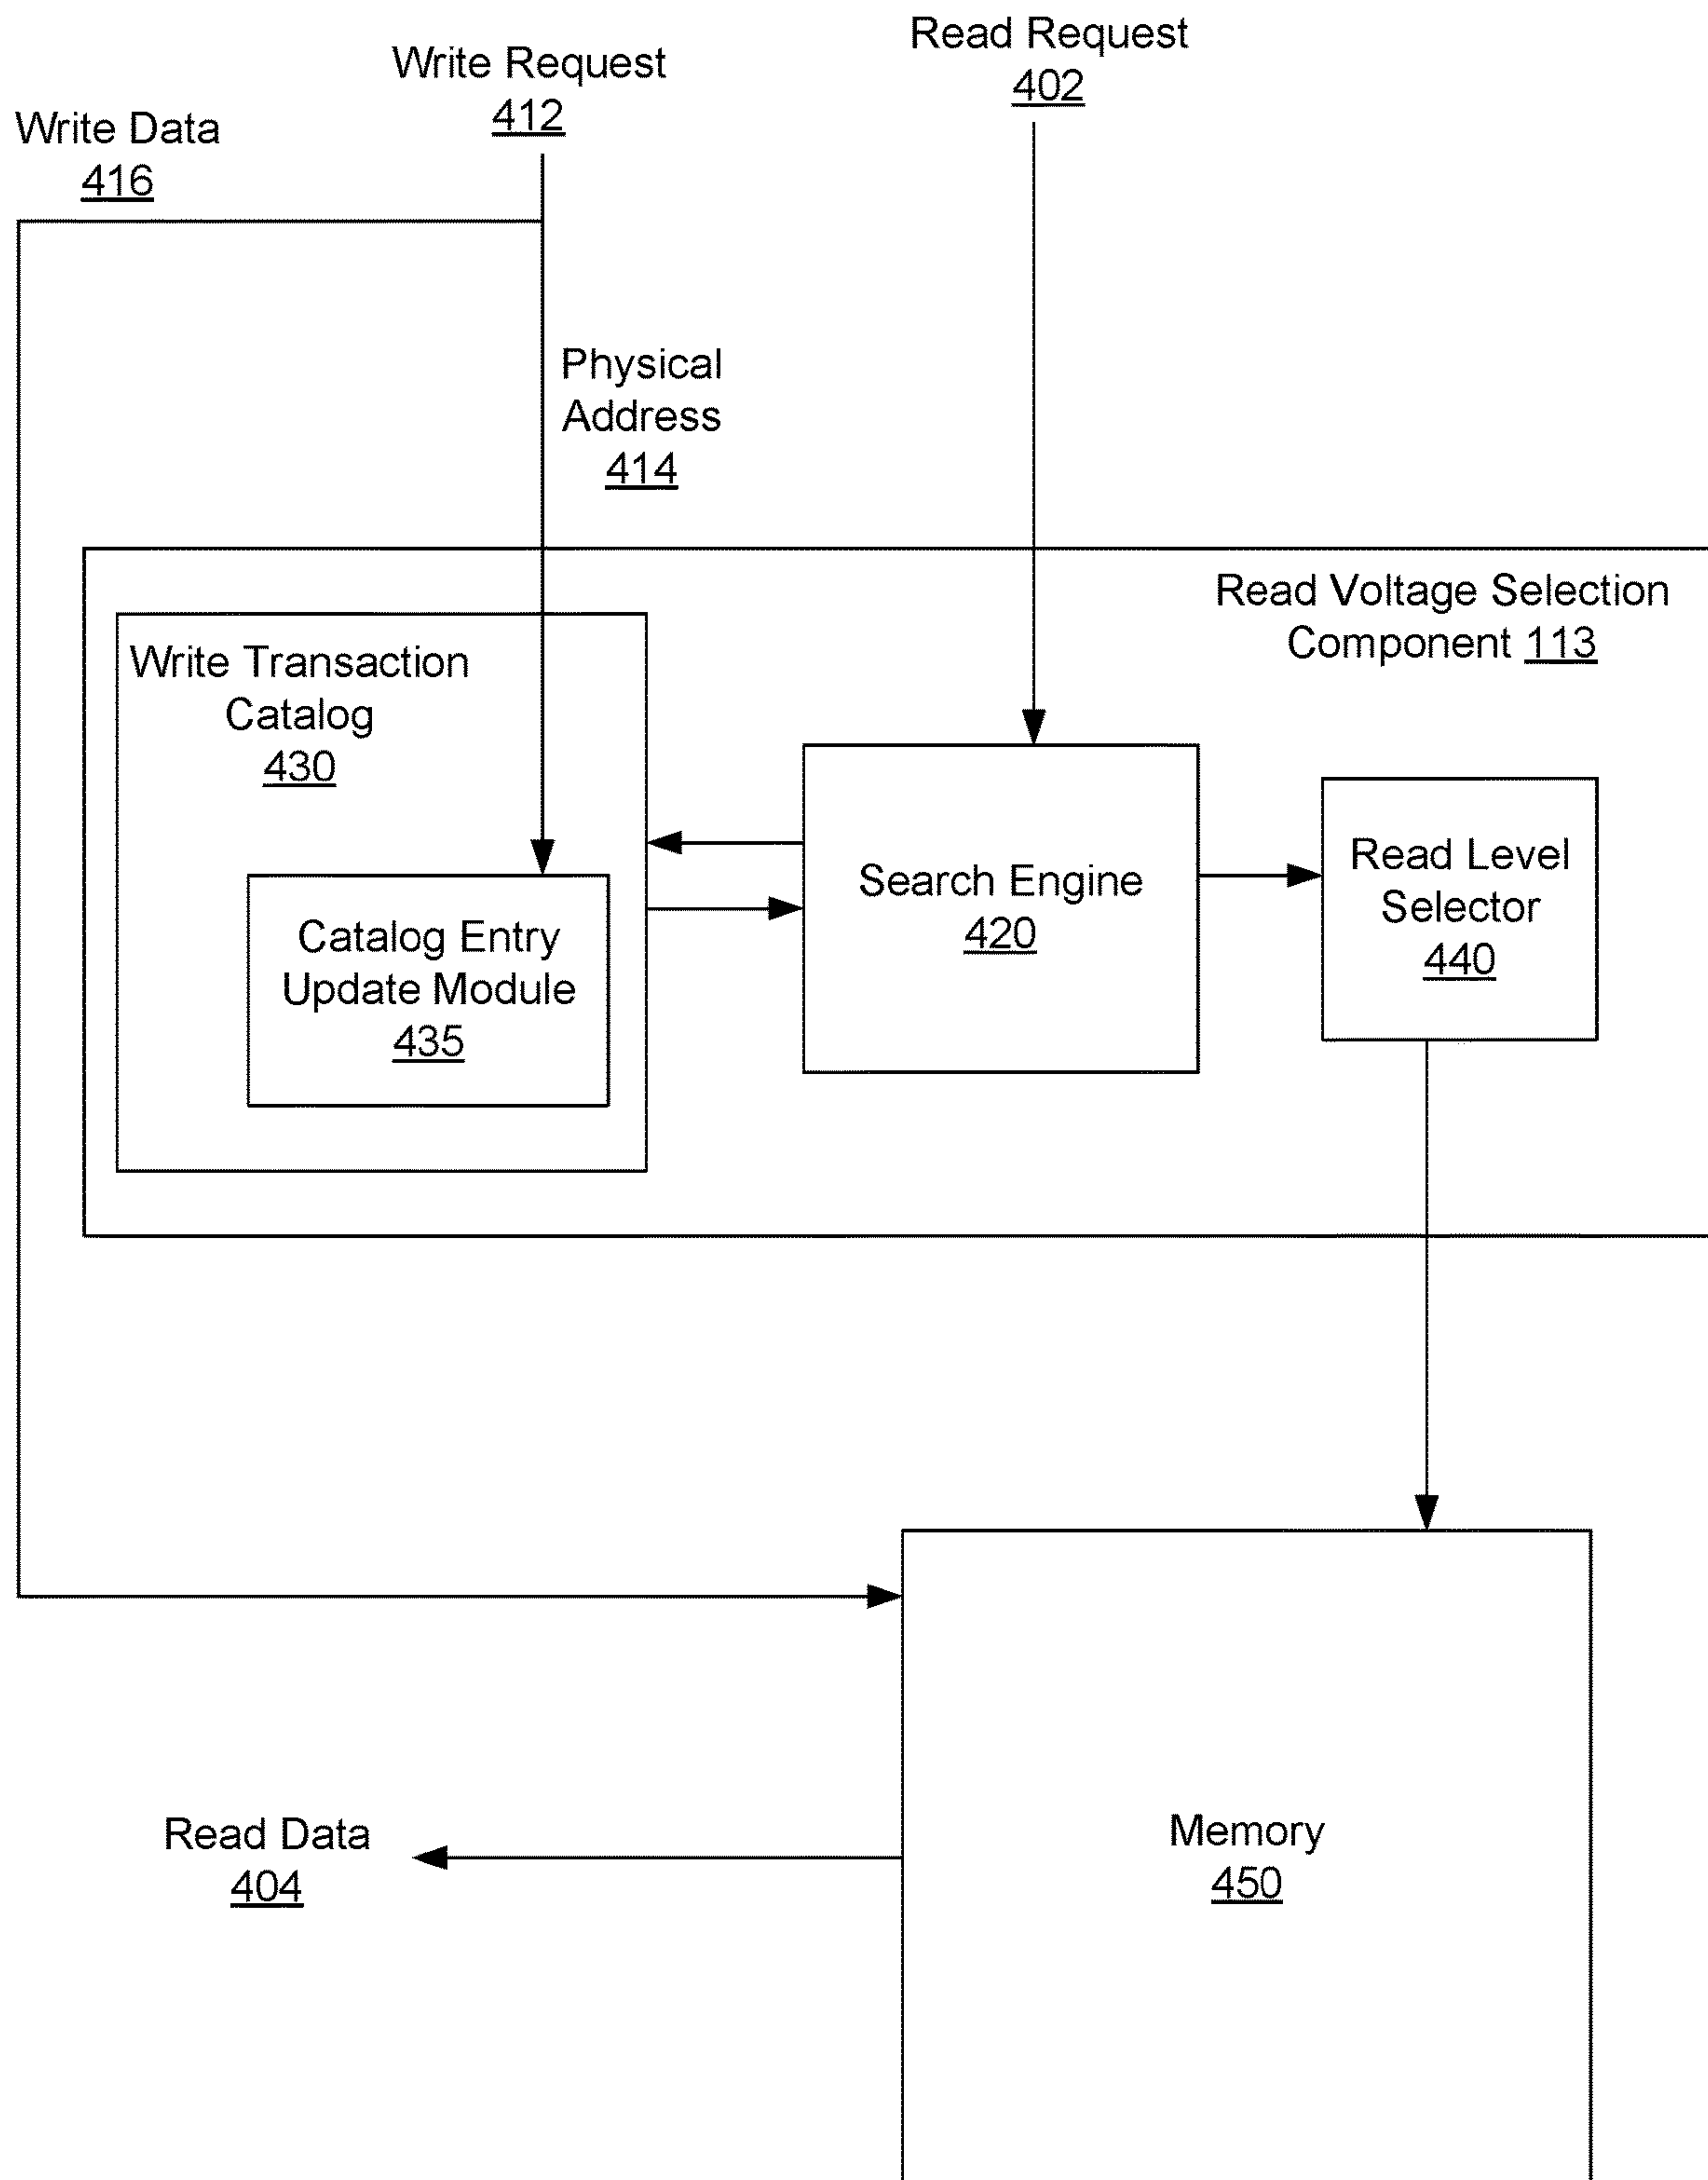 Read Request
402
Write Request
412
Write Data
416
Physical
Address
414
Read Voltage Selection
Component 113
Write Transaction
Catalog
430
Read Level
Selector
440
Search Engine
420
Catalog Entry
Update Module
435
Read Data
404
Memory
450